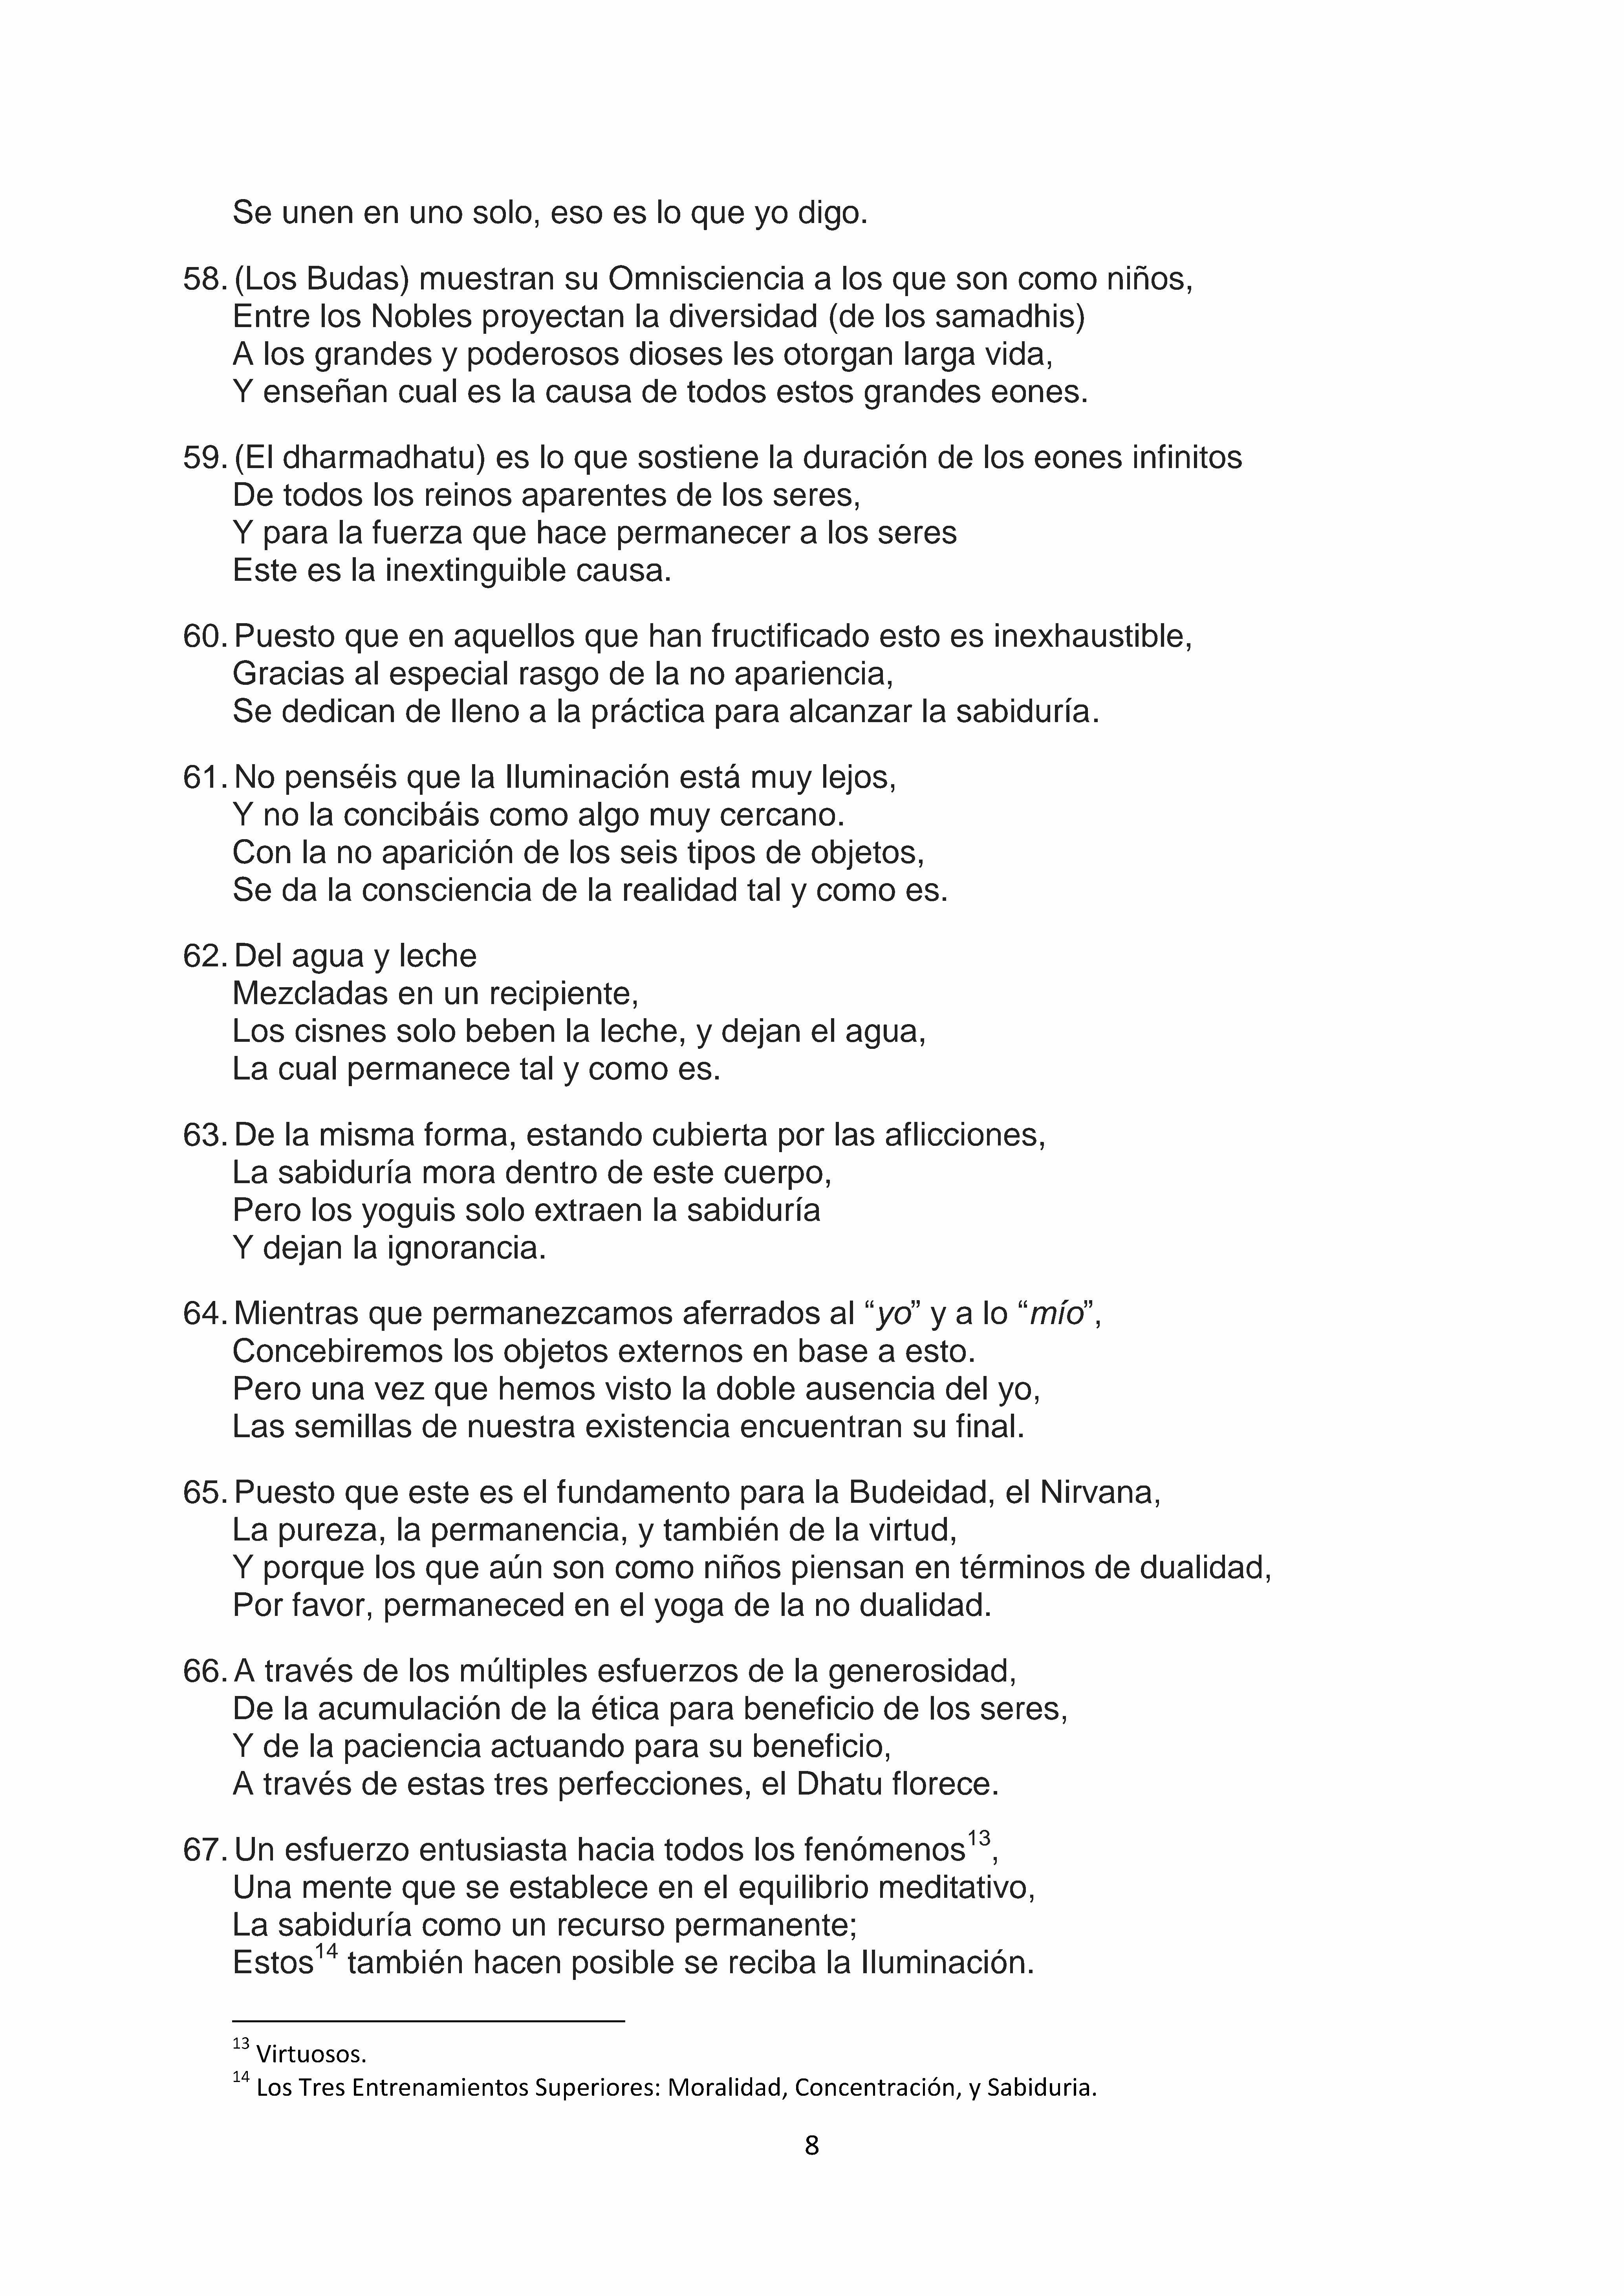 Se unen en uno solo, eso es lo que yo digo.
58. (Los Budas) muestran su Omnisciencia a los que son como niños,
Entre los Nobles proyectan la diversidad (de los samadhis)
A los grandes y poderosos dioses les otorgan larga vida,
Y enseñan cual es la causa de todos estos grandes eones.
59. (El dharmadhatu) es lo que sostiene la duración de los eones infinitos
De todos los reinos aparentes de los seres,
Y para la fuerza que hace permanecer a los seres
Este es la inextinguible causa.
60. Puesto que en aquellos que han fructificado esto es inexhaustible,
Gracias al especial rasgo de la no apariencia,
Se dedican de lleno a la práctica para alcanzar la sabiduría.
61. No penséis que la Iluminación está muy lejos,
Y no la concibáis como algo muy cercano.
Con la no aparición de los seis tipos de objetos,
Se da la consciencia de la realidad tal y como es.
62. Del agua y leche
Mezcladas en un recipiente,
Los cisnes solo beben la leche, y dejan el agua,
La cual permanece tal y como es.
63. De la misma forma, estando cubierta por las aflicciones,
La sabiduría mora dentro de este cuerpo,
Pero los yoguis solo extraen la sabiduría
Y dejan la ignorancia.
64. Mientras que permanezcamos aferrados al “yo” y a lo “mío”,
Concebiremos los objetos externos en base a esto.
Pero una vez que hemos visto la doble ausencia del yo,
Las semillas de nuestra existencia encuentran su final.
65. Puesto que este es el fundamento para la Budeidad, el Nirvana,
La pureza, la permanencia, y también de la virtud,
Y porque los que aún son como niños piensan en términos de dualidad,
Por favor, permaneced en el yoga de la no dualidad.
66. A través de los múltiples esfuerzos de la generosidad,
De la acumulación de la ética para beneficio de los seres,
Y de la paciencia actuando para su beneficio,
A través de estas tres perfecciones, el Dhatu florece.
67. Un esfuerzo entusiasta hacia todos los fenómenos13,
Una mente que se establece en el equilibrio meditativo,
La sabiduría como un recurso permanente;
Estos14 también hacen posible se reciba la Iluminación.
13 Virtuosos.
14 Los Tres Entrenamientos Superiores: Moralidad, Concentración, y Sabiduria.
8